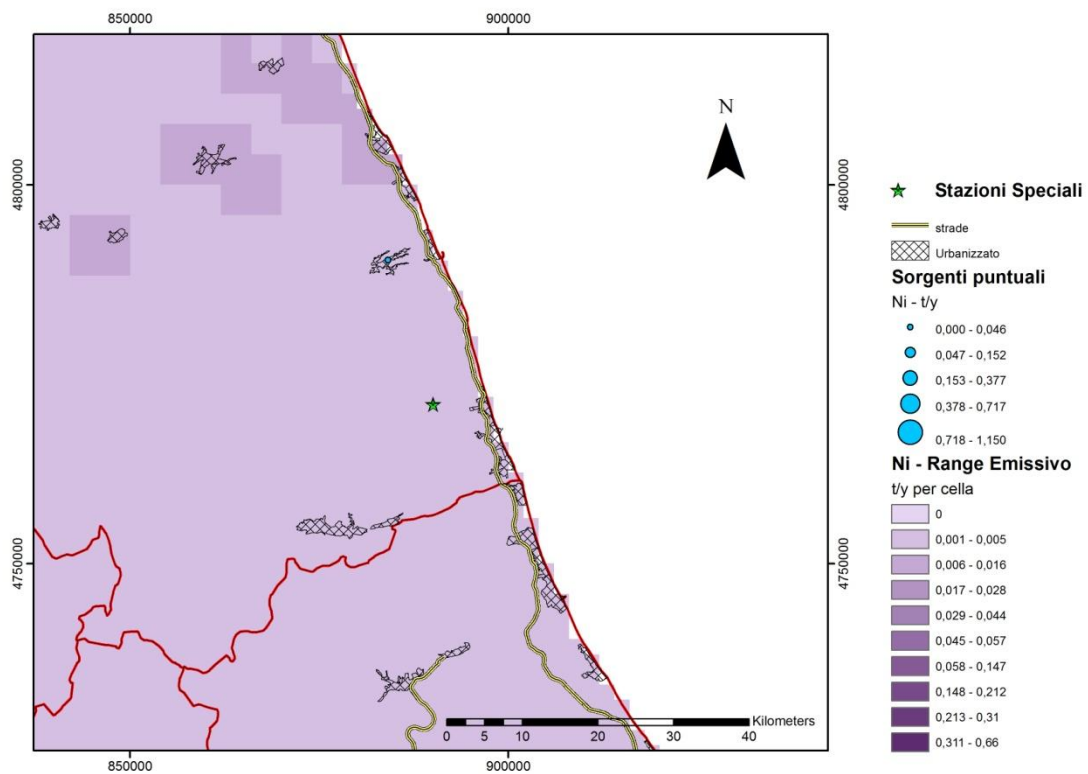 850000
900000
N
4800000
4800000
4750000
4750000
Kilometers
0
5
10
20
30
40
850000
900000
Stazioni Speciali
strade
Urbanizzato
Sorgenti puntuali
Ni - t/y
0,000 - 0,046
0,047 - 0,152
0,153 - 0,377
0,378 - 0,717
0,718 - 1,150
Ni - Range Emissivo
t/y per cella
0
0,001 - 0,005
0,006 - 0,016
0,017 - 0,028
0,029 - 0,044
0,045 - 0,057
0,058 - 0,147
0,148 - 0,212
0,213 - 0,31
0,311 - 0,66